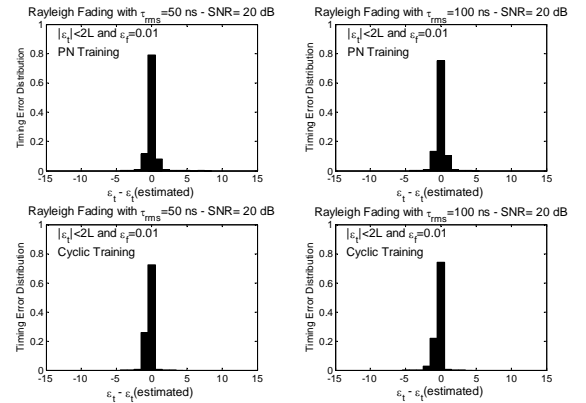 Rayleigh Fading with τrms=50 ns - SNR= 20 dB
|εt|<2L and εf=0.01
PN Training
Timing Error Distribution
1
0.8
0.6
0.4
0.2
0
-15 -10 -5 0 5 10 15
εt - εt(estimated)
Rayleigh Fading with τrms=100 ns - SNR= 20 dB
|εt|<2L and εf=0.01
PN Training
Timing Error Distribution
1
0.8
0.6
0.4
0.2
0
-15 -10 -5 0 5 10 15
εt - εt(estimated)
Rayleigh Fading with τrms=50 ns - SNR= 20 dB
|εt|<2L and εf=0.01
Cyclic Training
Timing Error Distribution
1
0.8
0.6
0.4
0.2
0
-15 -10 -5 0 5 10 15
εt - εt(estimated)
Rayleigh Fading with τrms=100 ns - SNR= 20 dB
|εt|<2L and εf=0.01
Cyclic Training
Timing Error Distribution
1
0.8
0.6
0.4
0.2
0
-15 -10 -5 0 5 10 15
εt - εt(estimated)